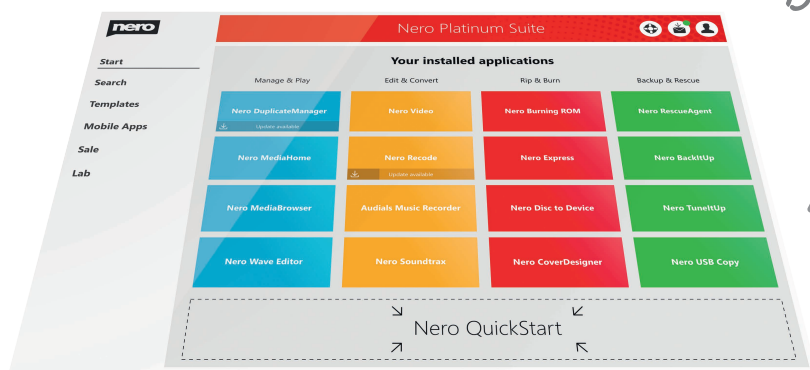 nero
Nero Platinum Suite
Start
Search
Templates
Mobile Apps
Sale
Lab
Your installed applications
Manage & Play
Edit & Convert
Rip & Burn
Backup & Rescue
Nero DuplicateManager
Update available
Nero Video
Nero Burning ROM
Nero RescueAgent
Nero MediaHome
Nero Recode
Update available
Nero Express
Nero BackItUp
Nero MediaBrowser
Audials Music Recorder
Nero Disc to Device
Nero TuneItUp
Nero Wave Editor
Nero Soundtrax
Nero CoverDesigner
Nero USB Copy
Nero QuickStart